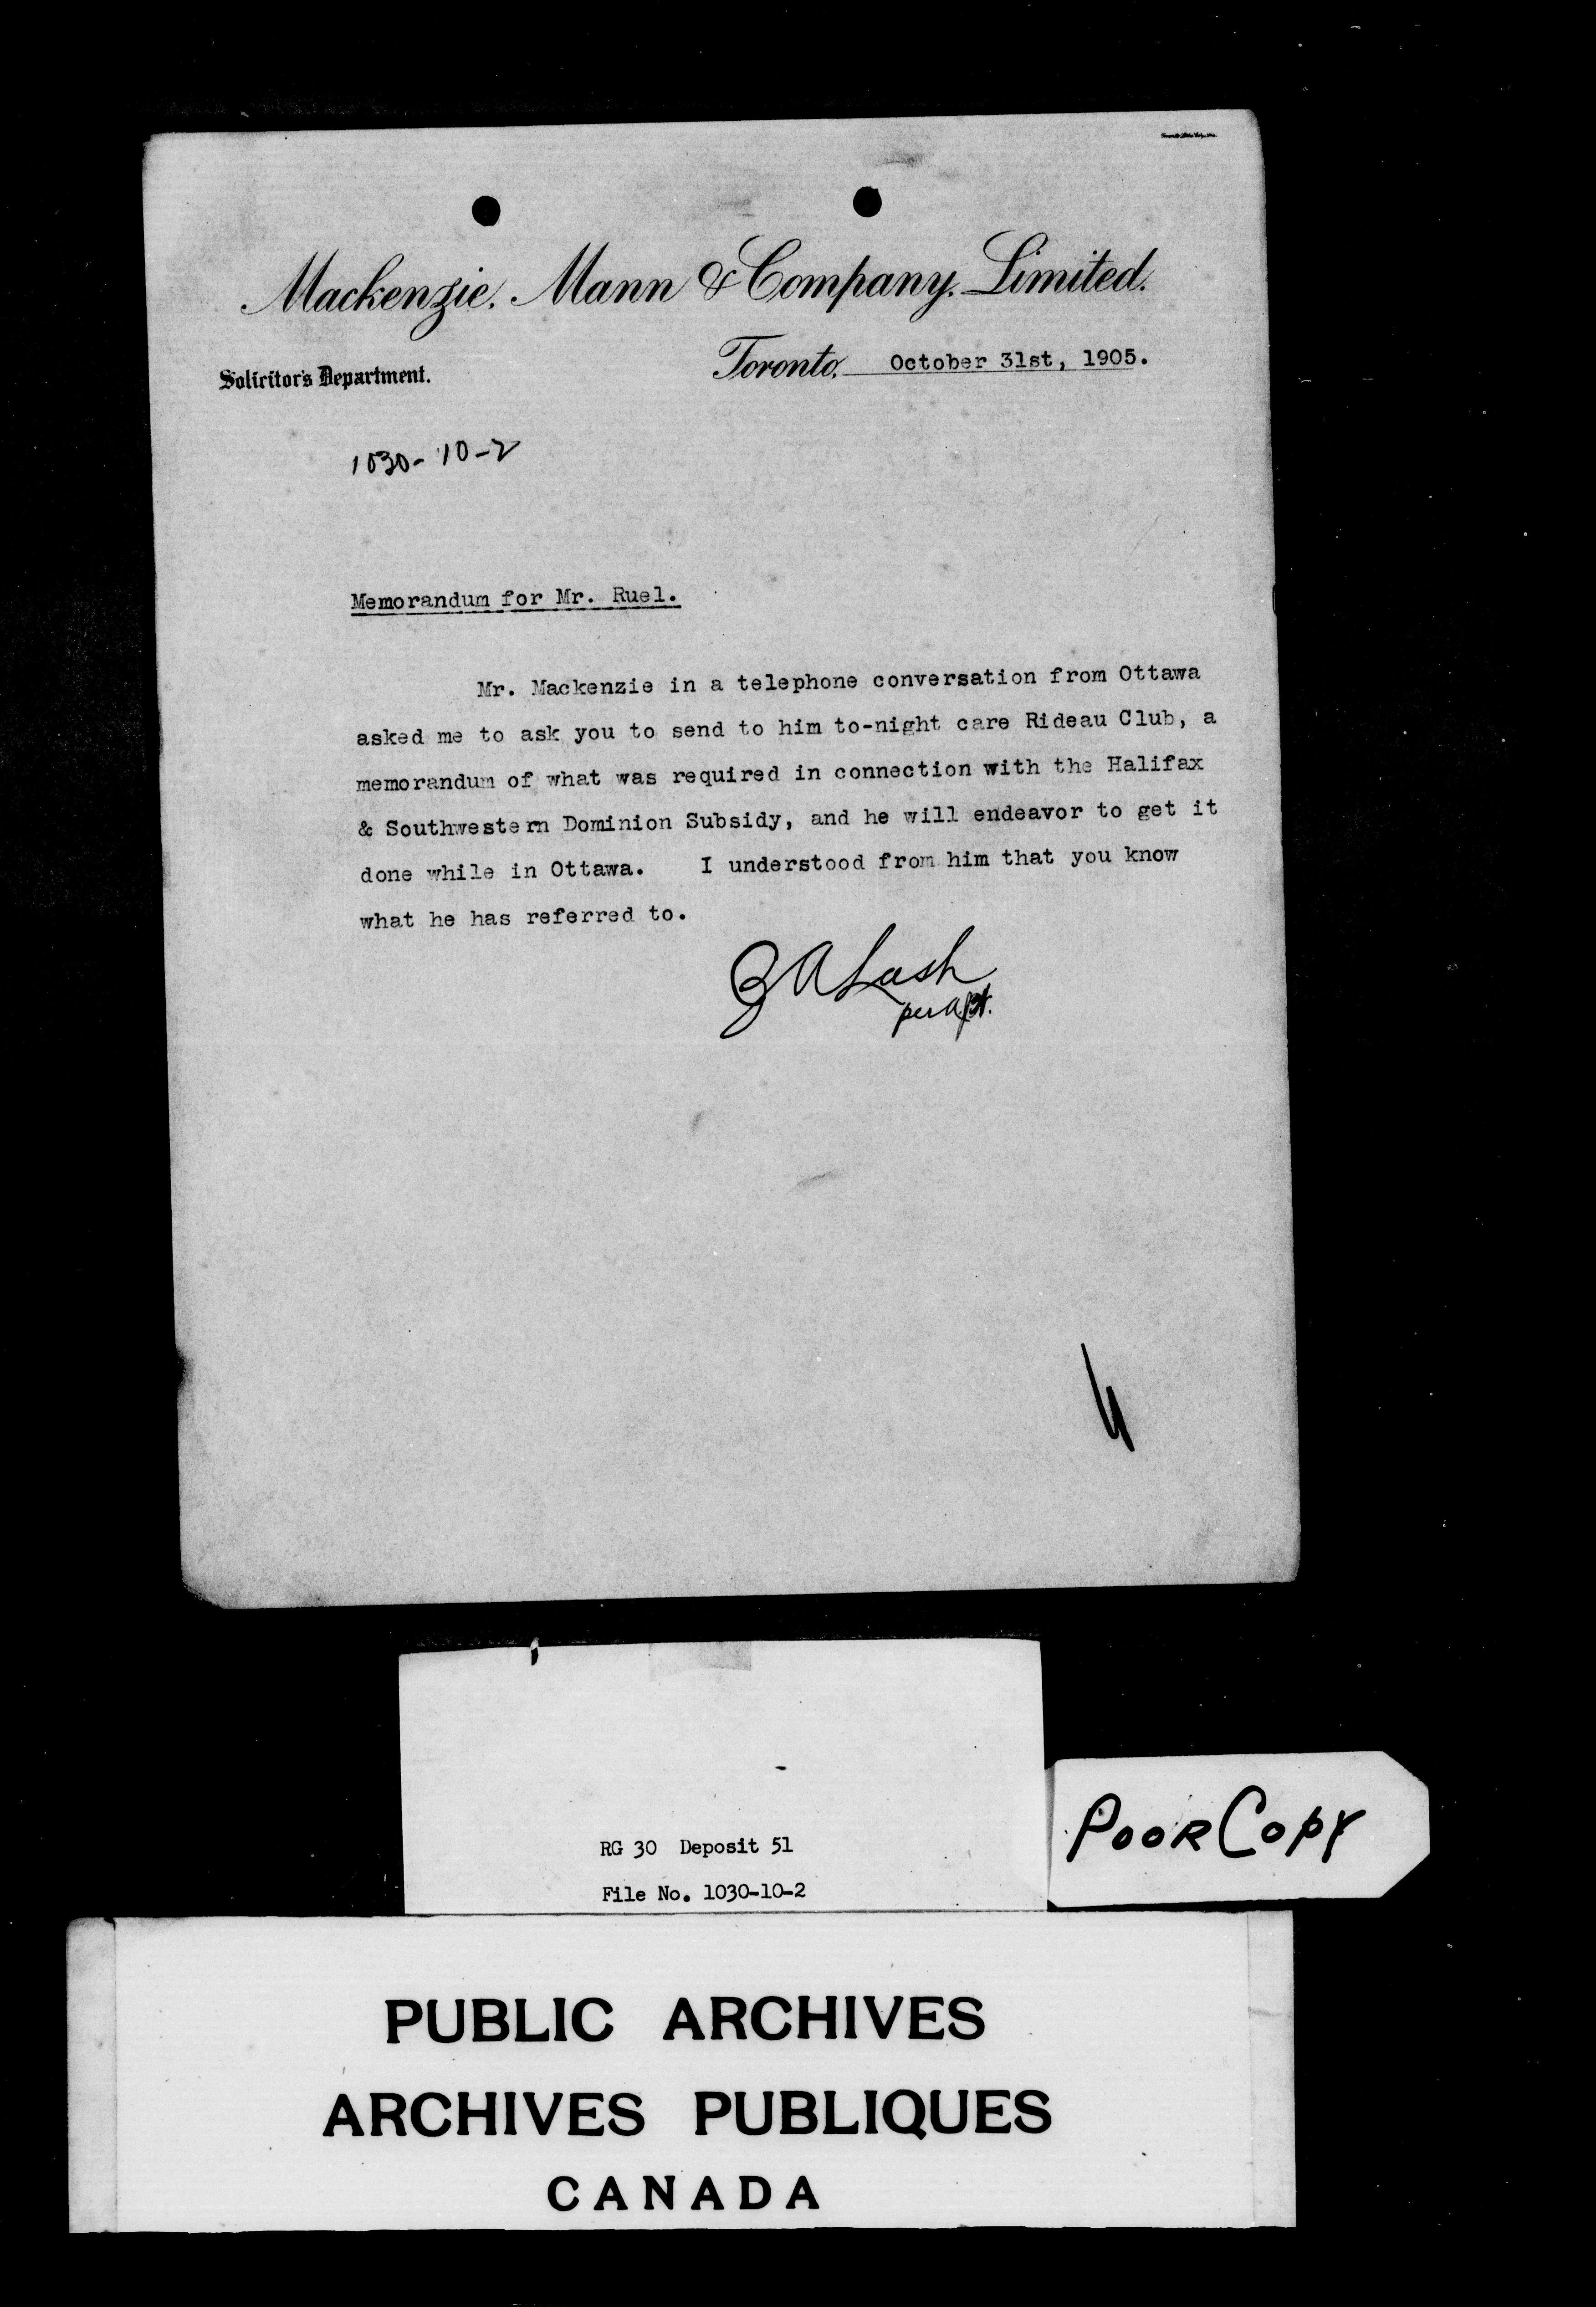 Mackenzie, Mann & Company, Limited.
Solicitor's Department.
Toronto, October 31st, 1905.
1030-10-2
Memorandum for Mr. Ruel.
Mr. Mackenzie in a telephone conversation from Ottawa
asked me to ask you to send to him to-night care Rideau Club, a
memorandum of what was required in connection with the Halifax
& Southwestern Dominion Subsidy, and he will endeavor to get it
done while in Ottawa. I understood from him that you know
what he has referred to.
ZALash
per
RG 30 Deposit 51
File No. 1030-10-2
POOR COPY
PUBLIC ARCHIVES
ARCHIVES PUBLIQUES
CANADA